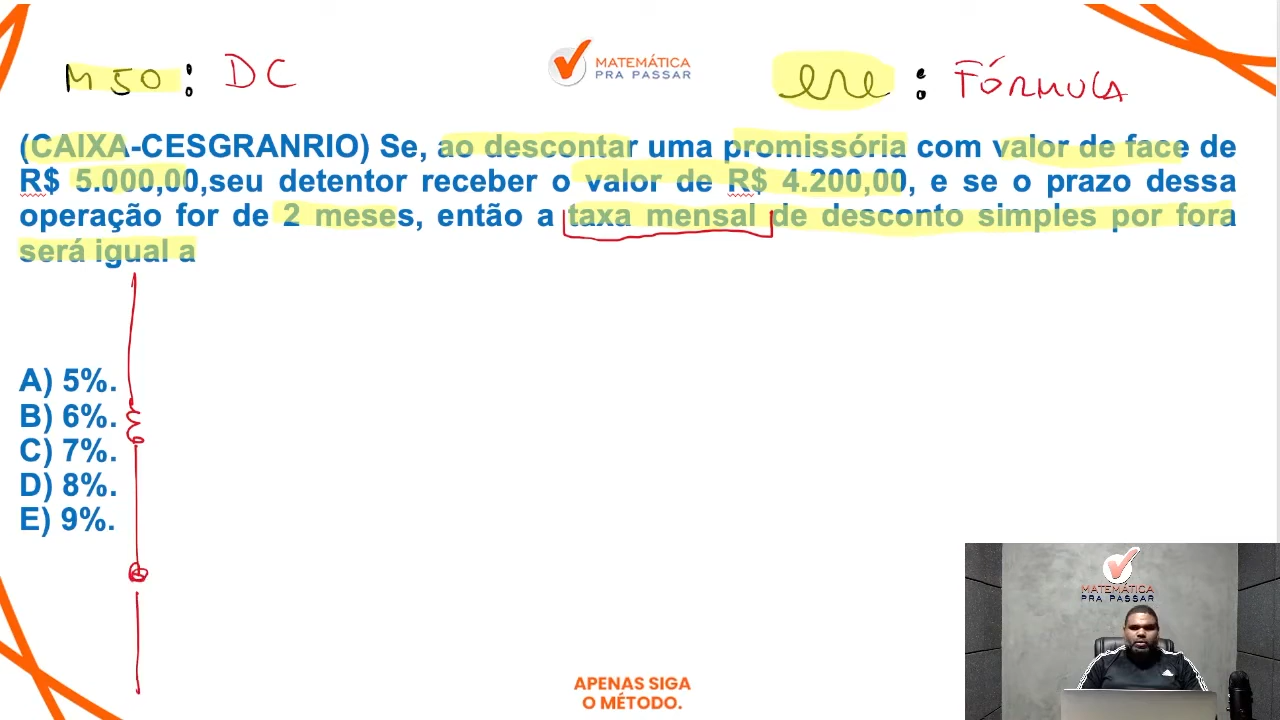 M50: DC
MATEMÁTICA
PRA PASSAR
: FÓRMULA
(CAIXA-CESGRANRIO) Se, ao descontar uma promissória com valor de face de
R$ 5.000,00,seu detentor receber o valor de R$ 4.200,00, e se o prazo dessa
operação for de 2 meses, então a taxa mensal de desconto simples por fora
será igual a
A) 5%.
B) 6%.
C) 7%.
D) 8%.
E) 9%.
MATEMÁTICA
PRA PASSAR
APENAS SIGA
O MÉTODO.